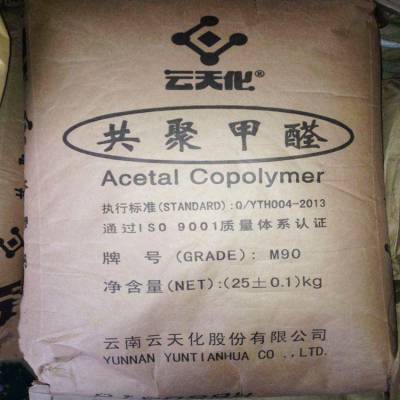 云天化®
共聚甲醛
Acetal Copolymer
执行标准(STANDARD):Q/YTH004-2013
通过ISO 9001质量体系认证
牌 号 (GRADE): M90
净含量(NET):(25±0.1)kg
云南云天化股份有限公司
YUNNAN YUNTIANHUA CO .,LTD.